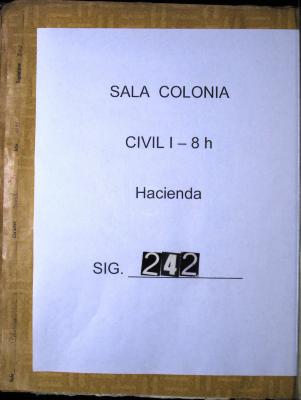 SALA COLONIA
CIVIL I – 8 h
Hacienda
SIG. 242